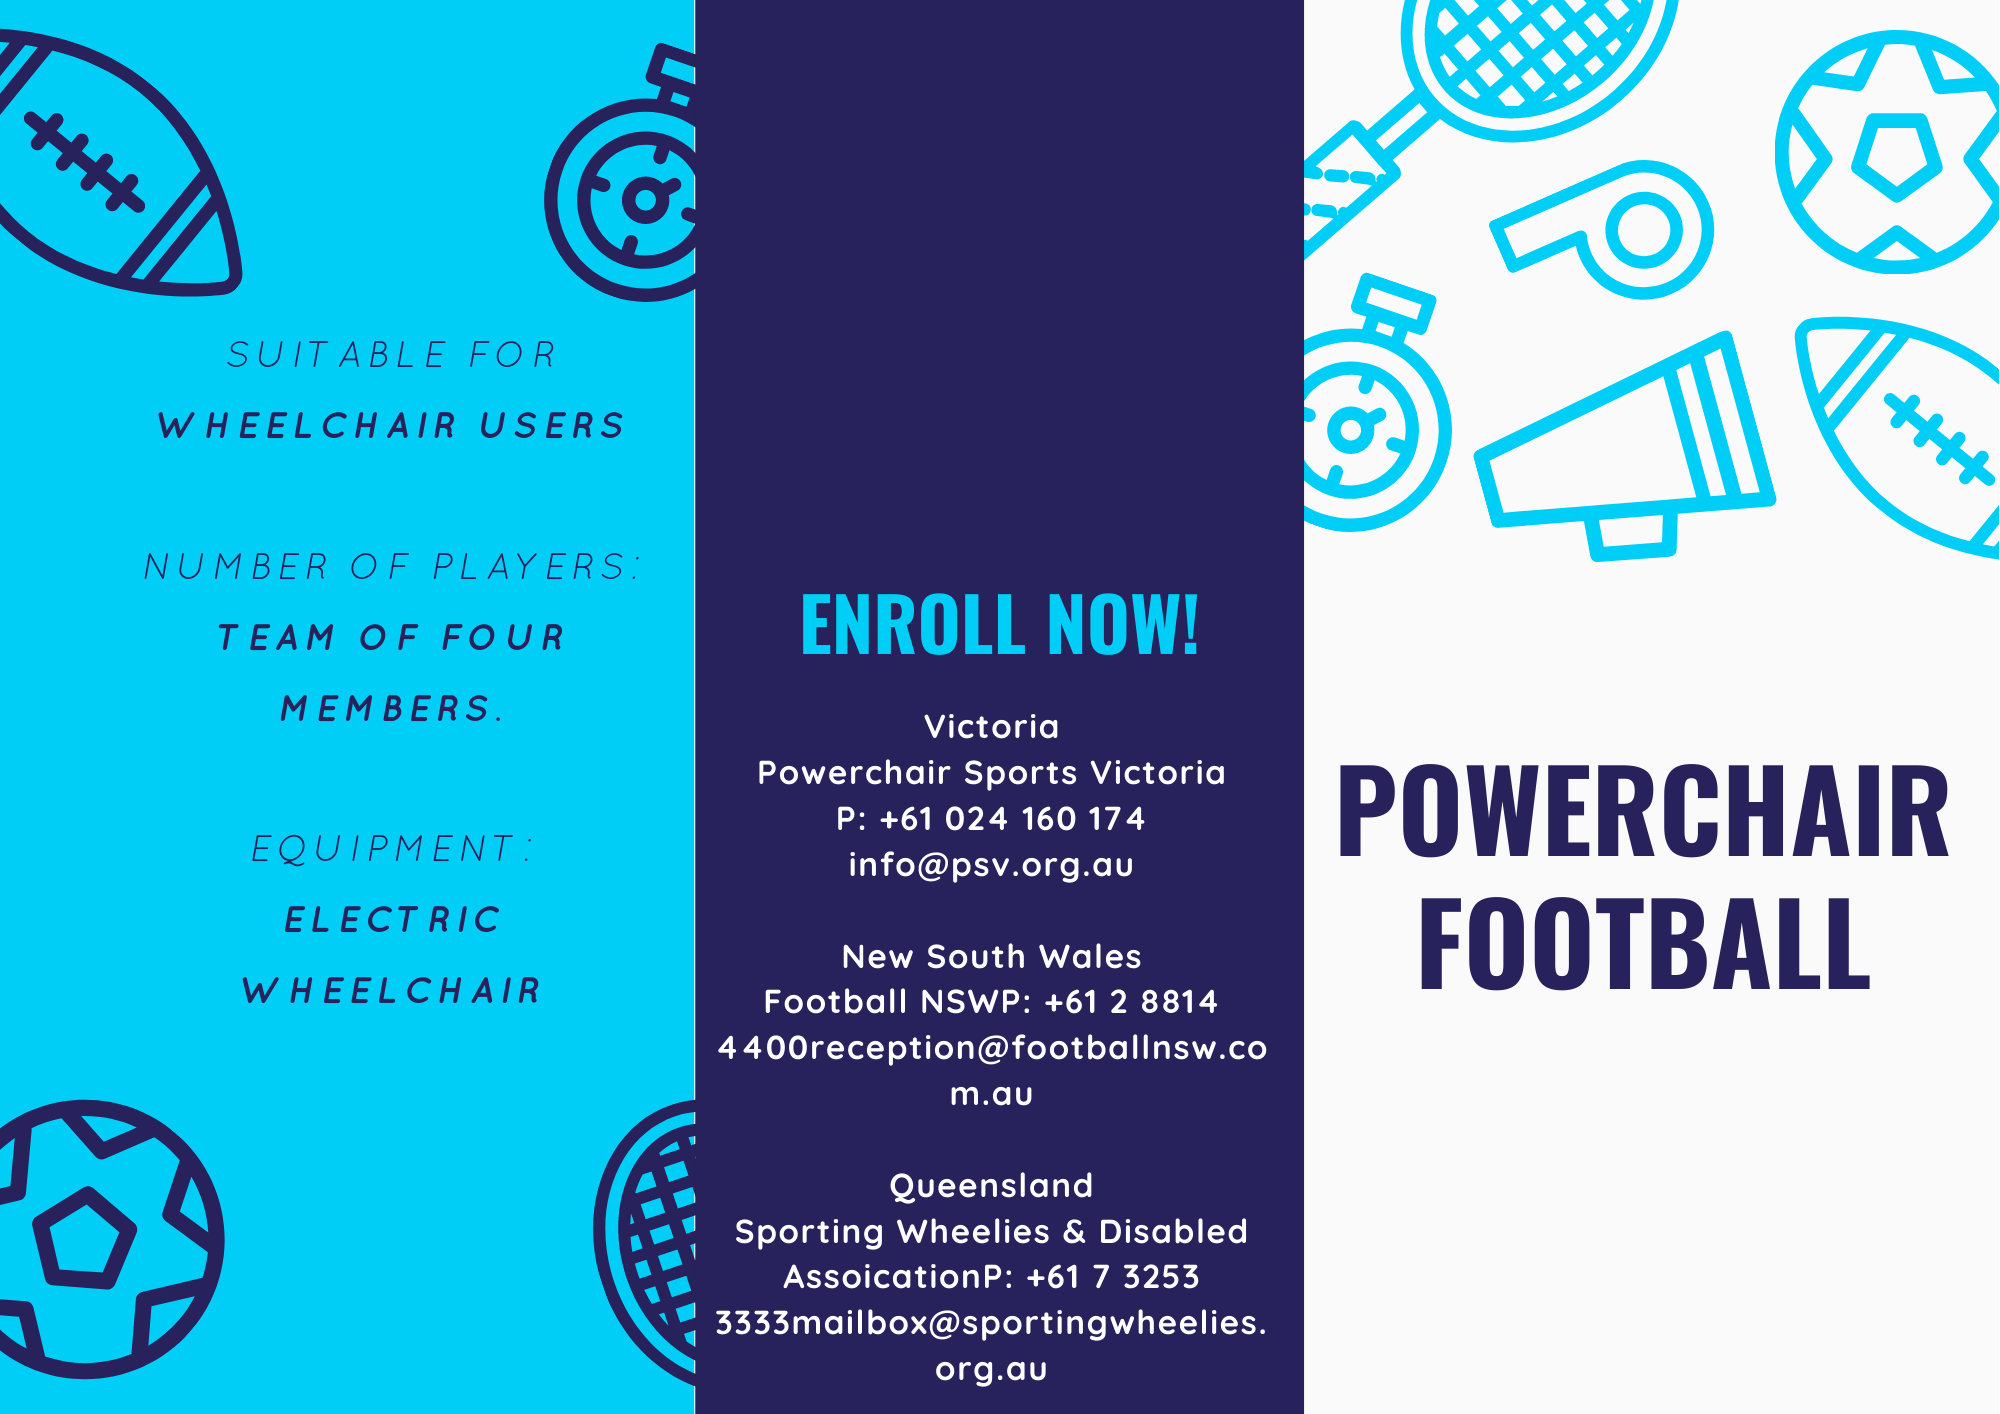 SUITABLE FOR
WHEELCHAIR USERS
NUMBER OF PLAYERS:
TEAM OF FOUR
MEMBERS.
EQUIPMENT:
ELECTRIC
WHEELCHAIR
ENROLL NOW!
Victoria
Powerchair Sports Victoria
P: +61 024 160 174
info@psv.org.au
New South Wales
Football NSWP: +61 2 8814
4400reception@footballnsw.co
m.au
Queensland
Sporting Wheelies & Disabled
AssoicationP: +61 7 3253
3333mailbox@sportingwheelies.
org.au
POWERCHAIR
FOOTBALL